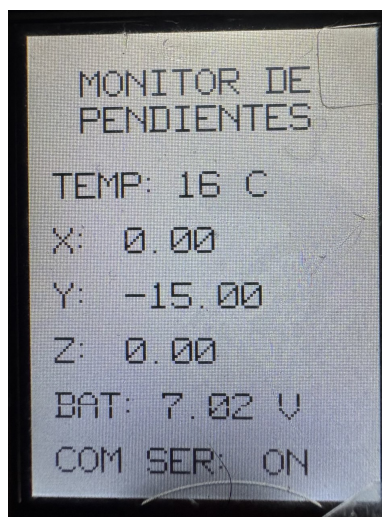 MONITOR DE
PENDIENTES
TEMP: 16 C
X: 0.00
Y: -15.00
Z: 0.00
BAT: 7.02 V
COM SER: ON